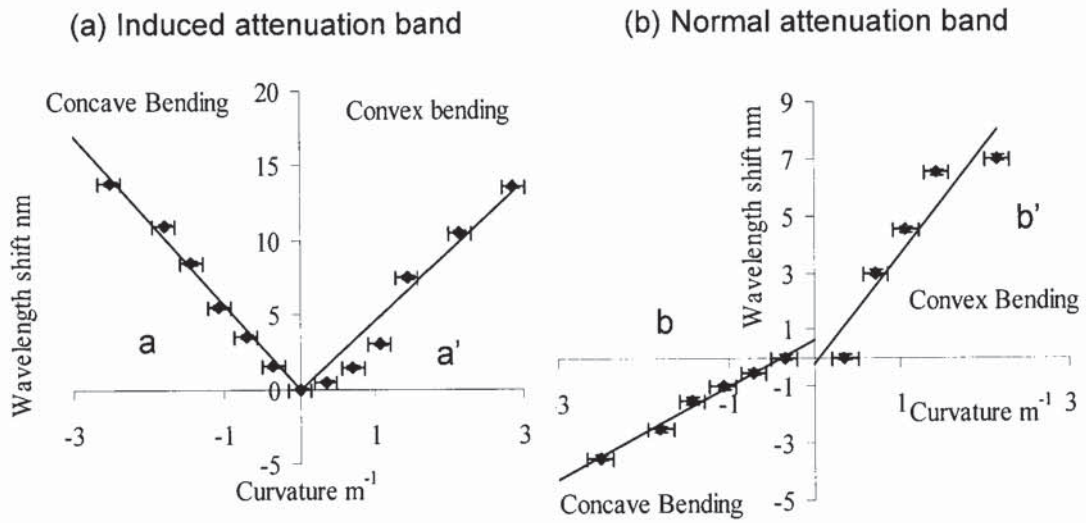 (a) Induced attenuation band
(b) Normal attenuation band
Concave Bending
Convex bending
20
15
10
5
0
-5
-3
-1
1
3
Wavelength shift nm
Curvature m⁻¹
a
a'
9
7
5
3
1
-1
-3
-5
3
-1
1
3
Wavelength shift nm
Curvature m⁻¹
b
b'
Convex Bending
Concave Bending